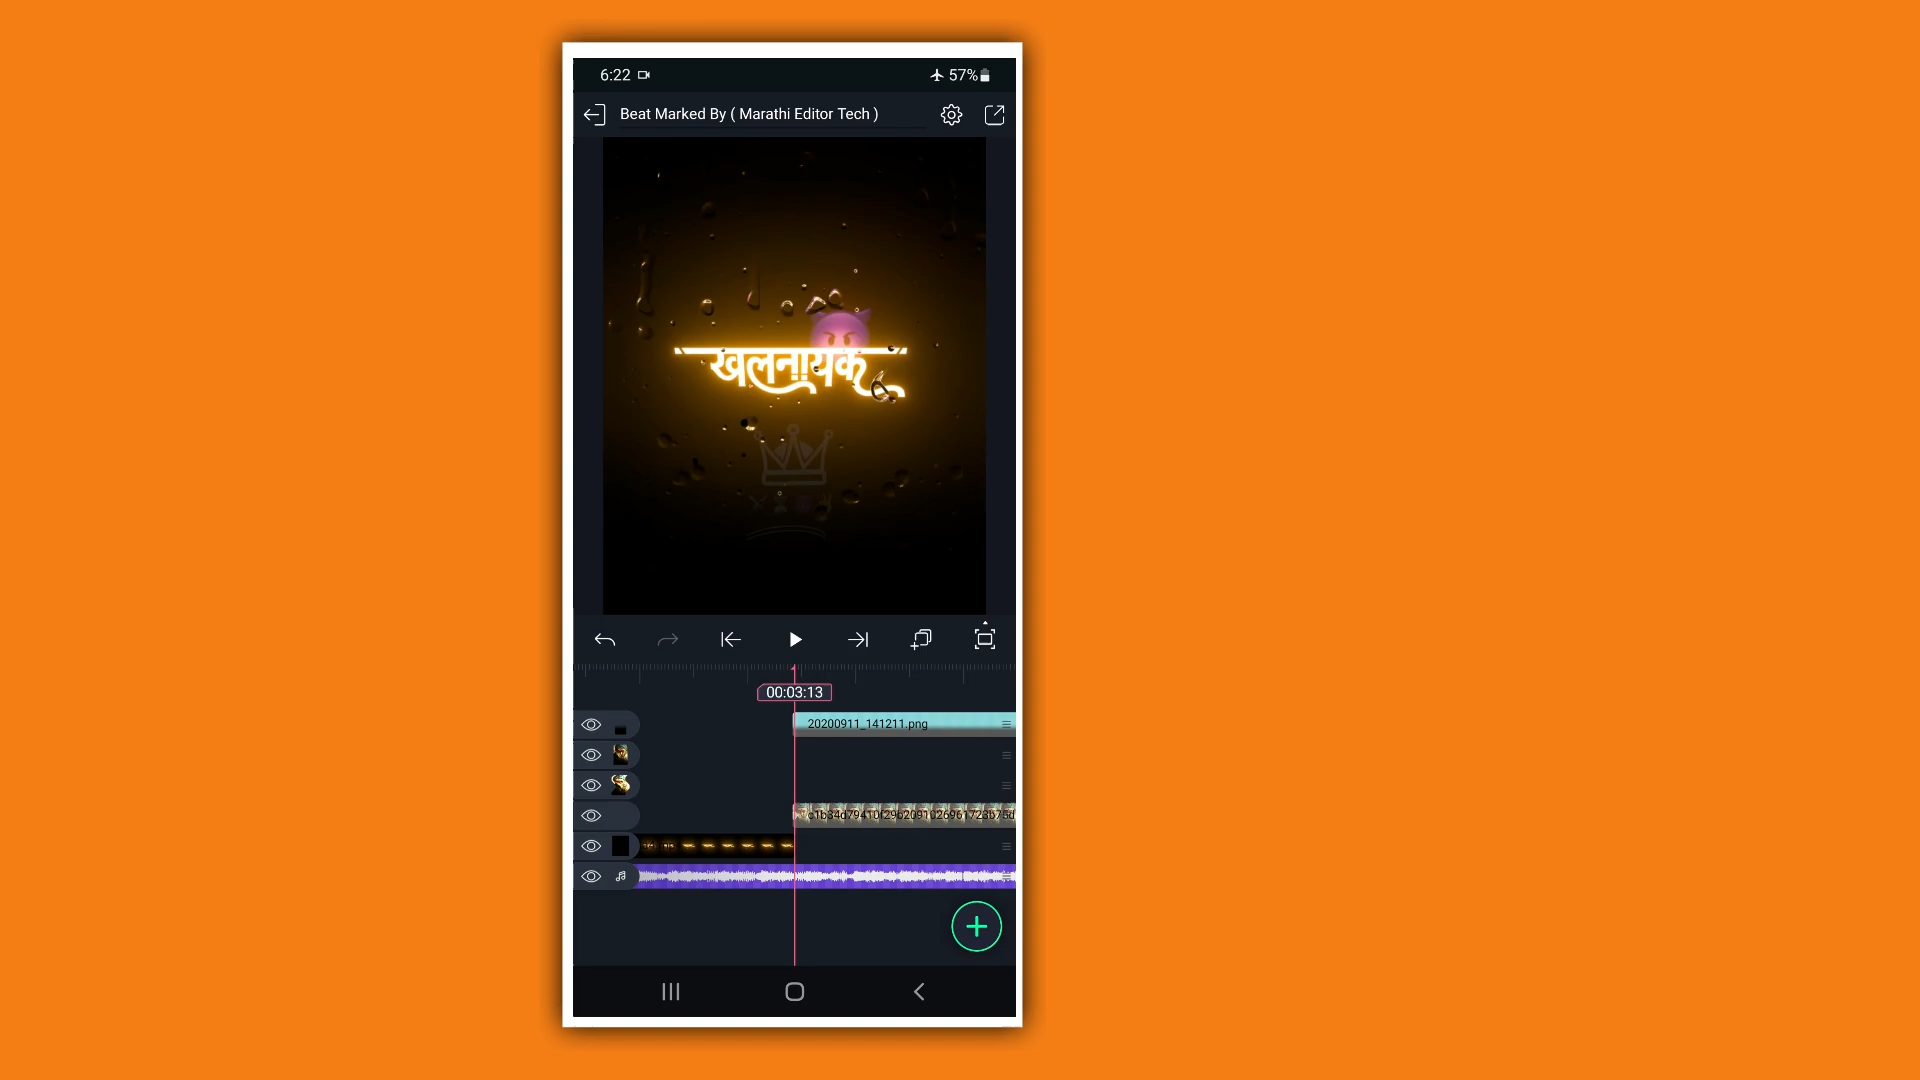 6:22 57%
Beat Marked By ( Marathi Editor Tech )
खलनायक
00:03:13
20200911_141211.png